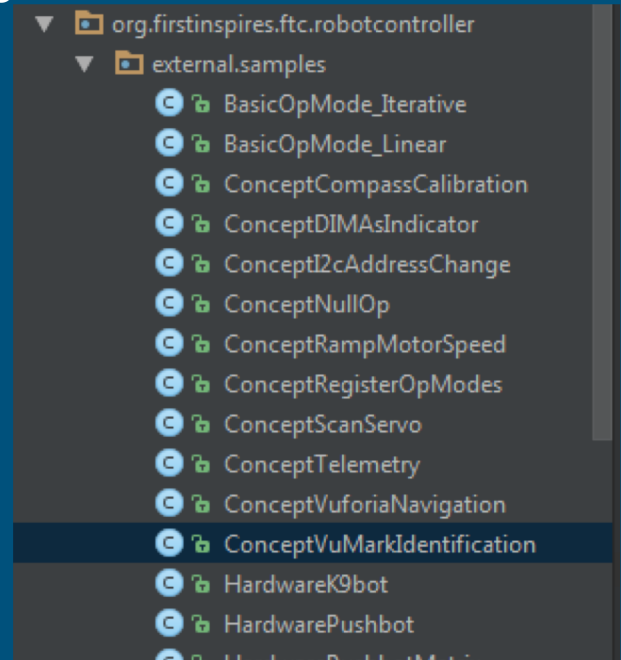 org.firstinspires.ftc.robotcontroller
external.samples
BasicOpMode_Iterative
BasicOpMode_Linear
ConceptCompassCalibration
ConceptDIMAsIndicator
ConceptI2cAddressChange
ConceptNullOp
ConceptRampMotorSpeed
ConceptRegisterOpModes
ConceptScanServo
ConceptTelemetry
ConceptVuforiaNavigation
ConceptVuMarkIdentification
HardwareK9bot
HardwarePushbot